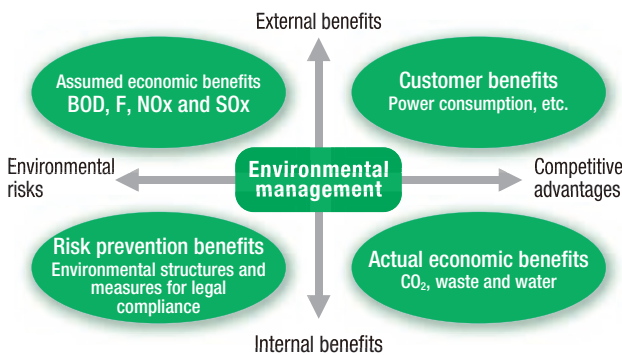 External benefits
Assumed economic benefits
BOD, F, NOx and SOx
Customer benefits
Power consumption, etc.
Environmental
risks
Environmental
management
Competitive
advantages
Risk prevention benefits
Environmental structures and
measures for legal
compliance
Actual economic benefits
CO₂, waste and water
Internal benefits